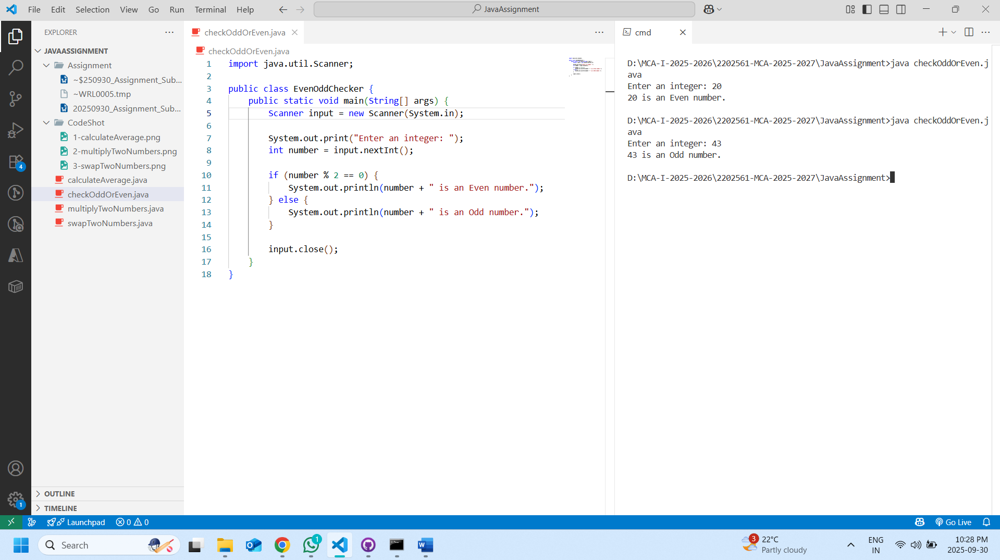 File Edit Selection View Go Run Terminal Help
JavaAssignment
EXPLORER
JAVAASSIGNMENT
Assignment
~$250930_Assignment_Sub...
~WRL0005.tmp
20250930_Assignment_Sub...
CodeShot
1-calculateAverage.png
2-multiplyTwoNumbers.png
3-swapTwoNumbers.png
calculateAverage.java
checkOddOrEven.java
multiplyTwoNumbers.java
swapTwoNumbers.java
OUTLINE
TIMELINE
4
1
checkOddOrEven.java
checkOddOrEven.java
1 import java.util.Scanner;
2
3 public class EvenOddChecker {
4 public static void main(String[] args) {
5 Scanner input = new Scanner(System.in);
6
7 System.out.print("Enter an integer: ");
8 int number = input.nextInt();
9
10 if (number % 2 == 0) {
11 System.out.println(number + " is an Even number.");
12 } else {
13 System.out.println(number + " is an Odd number.");
14 }
15
16 input.close();
17 }
18 }
cmd
D:\MCA-I-2025-2026\2202561-MCA-2025-2027\JavaAssignment>java checkOddOrEven.j
ava
Enter an integer: 20
20 is an Even number.
D:\MCA-I-2025-2026\2202561-MCA-2025-2027\JavaAssignment>java checkOddOrEven.j
ava
Enter an integer: 43
43 is an Odd number.
D:\MCA-I-2025-2026\2202561-MCA-2025-2027\JavaAssignment>
Launchpad 0 0
Go Live
Search
1
3
22°C
Partly cloudy
ENG
IN
10:28 PM
2025-09-30